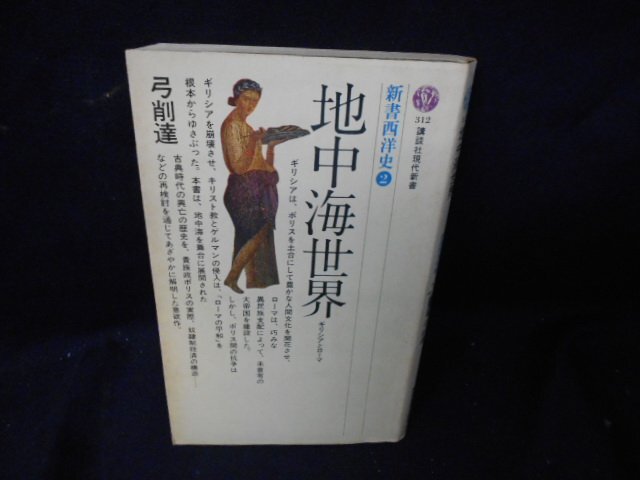 312 講談社現代新書
新書西洋史2
地中海世界
ギリシアとローマ
ギリシアは、ポリスを土台にして豊かな人間文化を開花させ、
ローマは、巧みな
異民族支配によって、未曾有の
大帝国を建設した。
しかし、ポリス間の抗争は
ギリシアを崩壊させ、キリスト教とゲルマンの侵入は、「ローマの平和」を
根本からゆさぶった。本書は、地中海を舞台に展開された
古典時代の興亡の歴史を、貴族政ポリスの実際、奴隷制経済の構造——
などの再検討を通じてあざやかに解明した意欲作。
弓削達